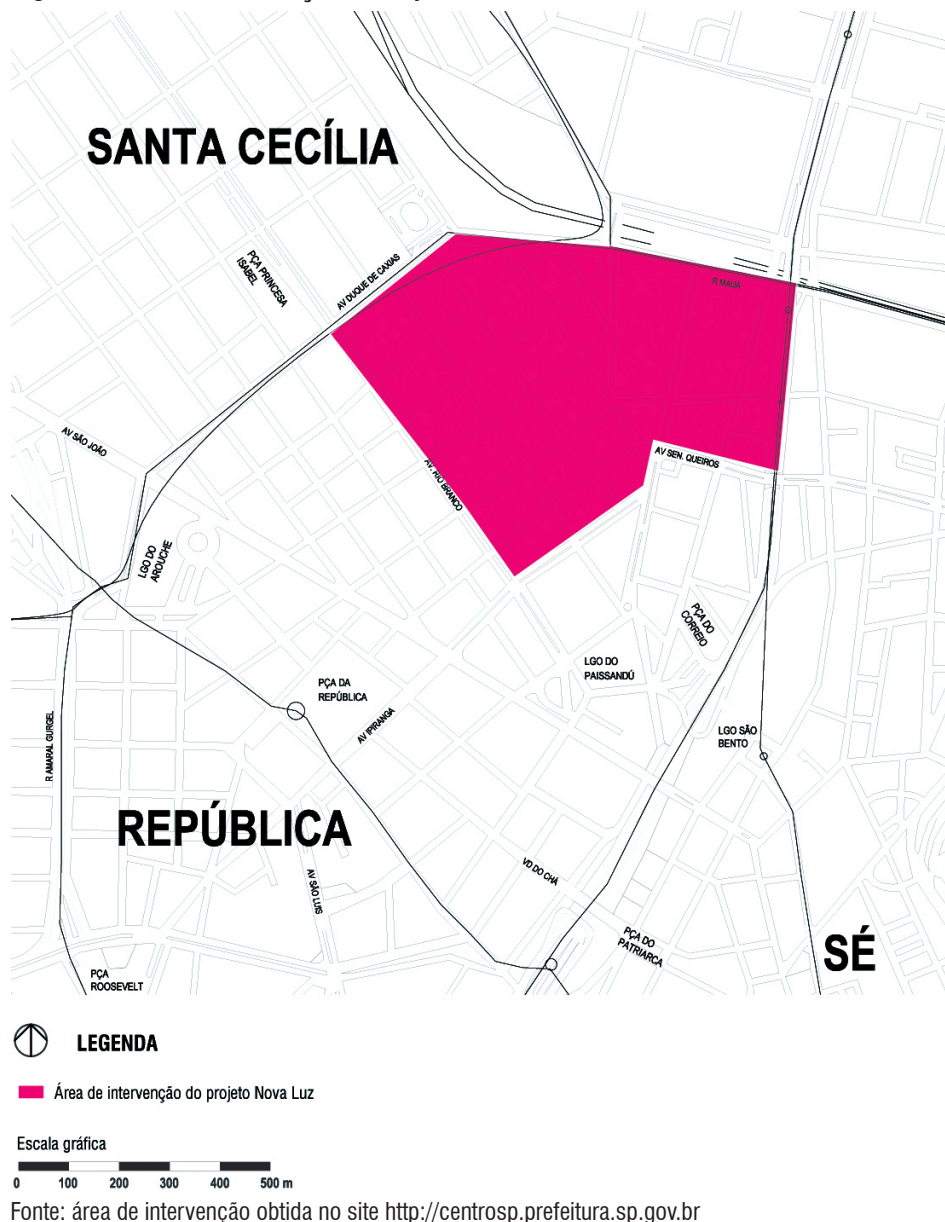 SANTA CECÍLIA
PÇA PRINCESA
ISABEL
AV DUQUE DE CAXIAS
R MAUÁ
AV SÃO JOÃO
AV. RIO BRANCO
AV SEN. QUEIROS
LGO DO
AROUCHE
PÇA DO
CORREIO
LGO DO
PAISSANDÚ
PÇA DA
REPÚBLICA
AV IPIRANGA
LGO SÃO
BENTO
R AMARAL GURGEL
REPÚBLICA
AV SÃO LUIS
VD DO CHÁ
PÇA DO
PATRIARCA
SÉ
PÇA
ROOSEVELT
LEGENDA
Área de intervenção do projeto Nova Luz
Escala gráfica
0 100 200 300 400 500 m
Fonte: área de intervenção obtida no site http://centrosp.prefeitura.sp.gov.br